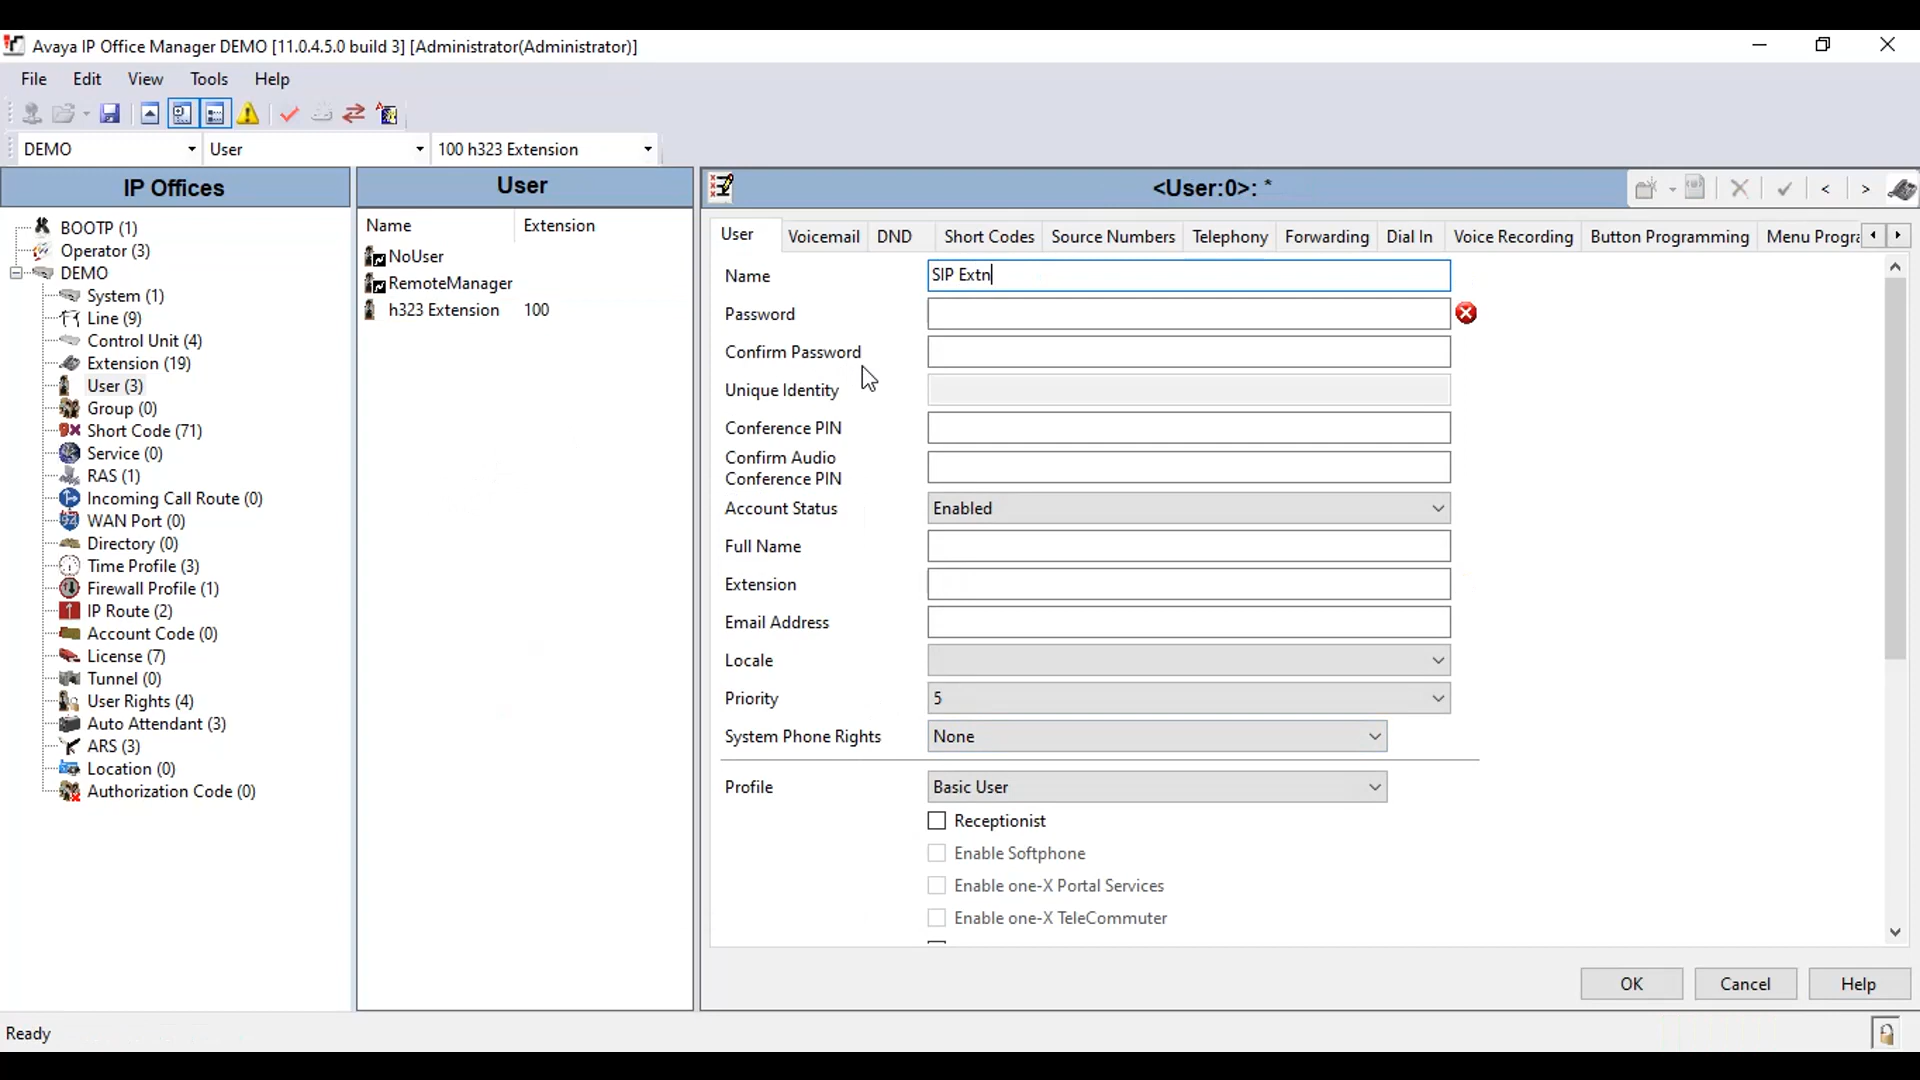 Avaya IP Office Manager DEMO [11.0.4.5.0 build 3] [Administrator(Administrator)]
File Edit View Tools Help
DEMO User 100 h323 Extension
IP Offices
BOOTP (1)
Operator (3)
DEMO
System (1)
Line (9)
Control Unit (4)
Extension (19)
User (3)
Group (0)
Short Code (71)
Service (0)
RAS (1)
Incoming Call Route (0)
WAN Port (0)
Directory (0)
Time Profile (3)
Firewall Profile (1)
IP Route (2)
Account Code (0)
License (7)
Tunnel (0)
User Rights (4)
Auto Attendant (3)
ARS (3)
Location (0)
Authorization Code (0)
User
Name Extension
NoUser
RemoteManager
h323 Extension 100
<User:0>: *
User Voicemail DND Short Codes Source Numbers Telephony Forwarding Dial In Voice Recording Button Programming Menu Progra
Name SIP Extn
Password
Confirm Password
Unique Identity
Conference PIN
Confirm Audio
Conference PIN
Account Status Enabled
Full Name
Extension
Email Address
Locale
Priority 5
System Phone Rights None
Profile Basic User
Receptionist
Enable Softphone
Enable one-X Portal Services
Enable one-X TeleCommuter
OK Cancel Help
Ready